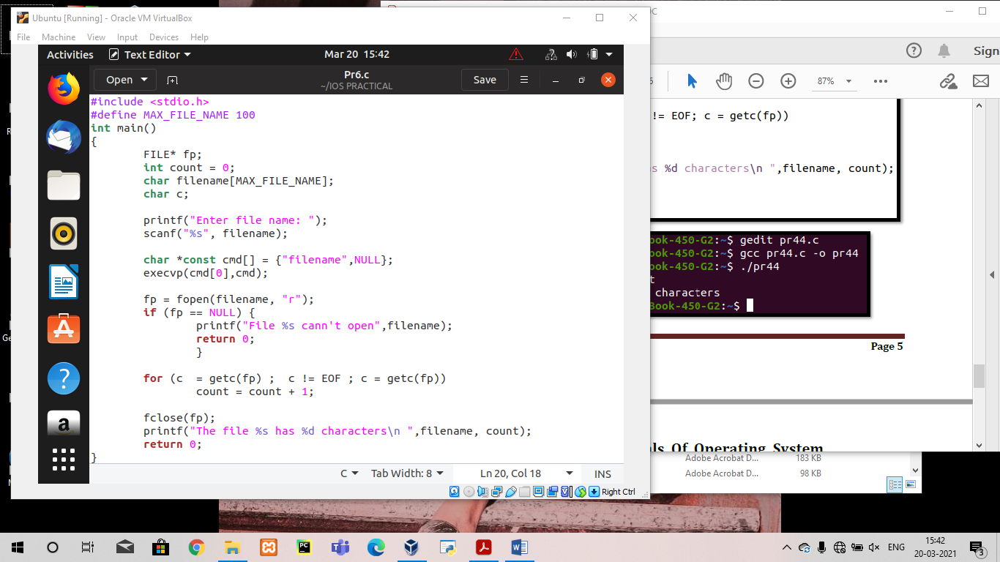 Ubuntu [Running] - Oracle VM VirtualBox
File Machine View Input Devices Help
Activities Text Editor Mar 20 15:42
Open Pr6.c Save
~/IOS PRACTICAL
#include <stdio.h>
#define MAX_FILE_NAME 100
int main()
{
FILE* fp;
int count = 0;
char filename[MAX_FILE_NAME];
char c;
printf("Enter file name: ");
scanf("%s", filename);
char *const cmd[] = {"filename",NULL};
execvp(cmd[0],cmd);
fp = fopen(filename, "r");
if (fp == NULL) {
printf("File %s cann't open",filename);
return 0;
}
for (c  = getc(fp) ;  c != EOF ; c = getc(fp))
count = count + 1;
fclose(fp);
printf("The file %s has %d characters\n ",filename, count);
return 0;
}
C Tab Width: 8 Ln 20, Col 18 INS
Right Ctrl
Sign
87%
!= EOF; c = getc(fp))
s %d characters\n ",filename, count);
ook-450-G2:~$ gedit pr44.c
ook-450-G2:~$ gcc pr44.c -o pr44
ook-450-G2:~$ ./pr44
t
characters
Book-450-G2:~$
Page 5
ls Of Operating System
Adobe Acrobat D... 183 KB
Adobe Acrobat D... 98 KB
ENG
15:42
20-03-2021
3